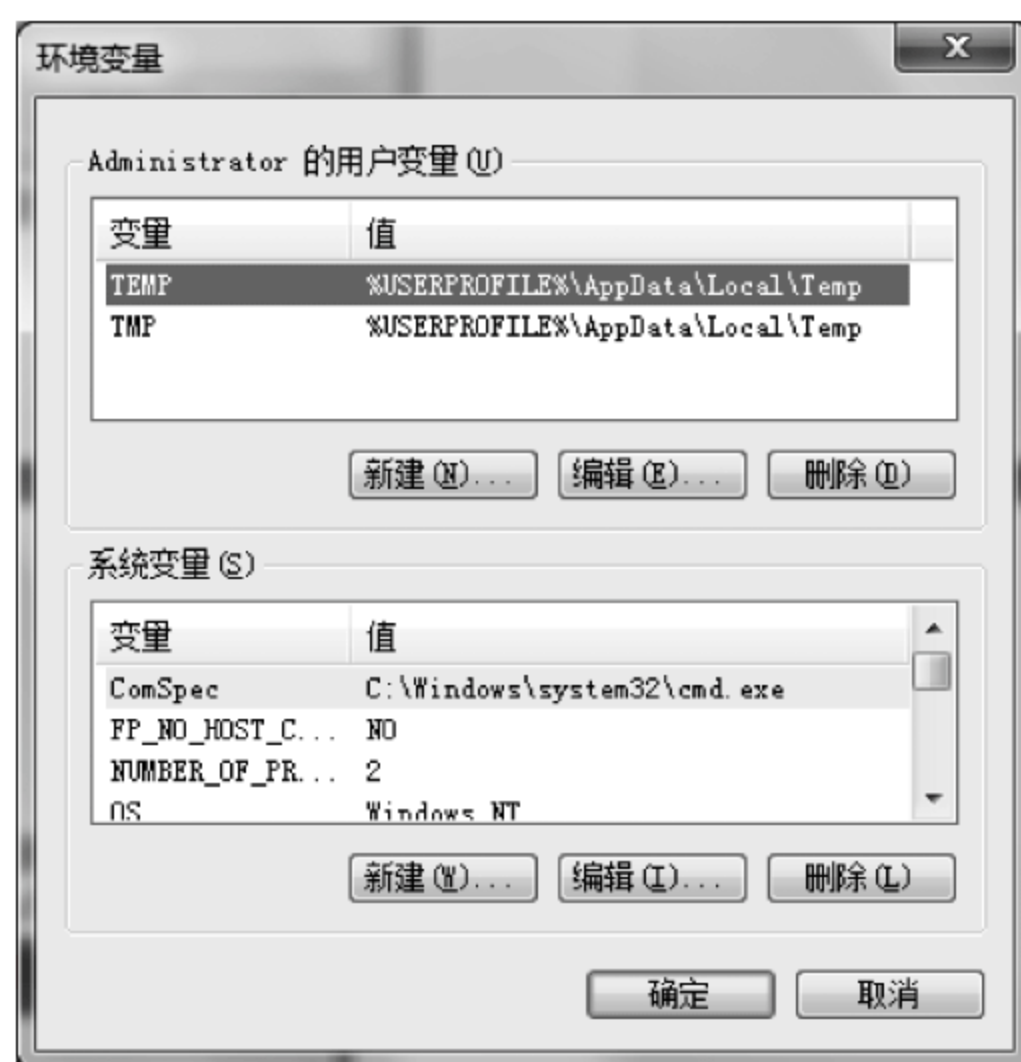 环境变量
Administrator 的用户变量(U)
变量 值
TEMP %USERPROFILE%\AppData\Local\Temp
TMP %USERPROFILE%\AppData\Local\Temp
新建(N)... 编辑(E)... 删除(D)
系统变量(S)
变量 值
ComSpec C:\Windows\system32\cmd.exe
FP_NO_HOST_C... NO
NUMBER_OF_PR... 2
OS Windows_NT
新建(W)... 编辑(I)... 删除(L)
确定 取消